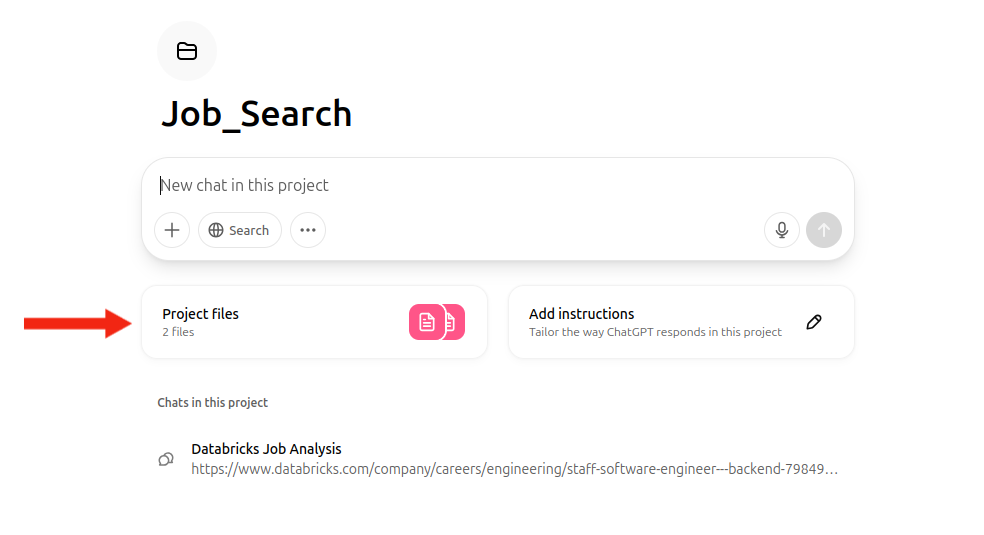 Job_Search
New chat in this project
Search
Project files
2 files
Add instructions
Tailor the way ChatGPT responds in this project
Chats in this project
Databricks Job Analysis
https://www.databricks.com/company/careers/engineering/staff-software-engineer---backend-79849...